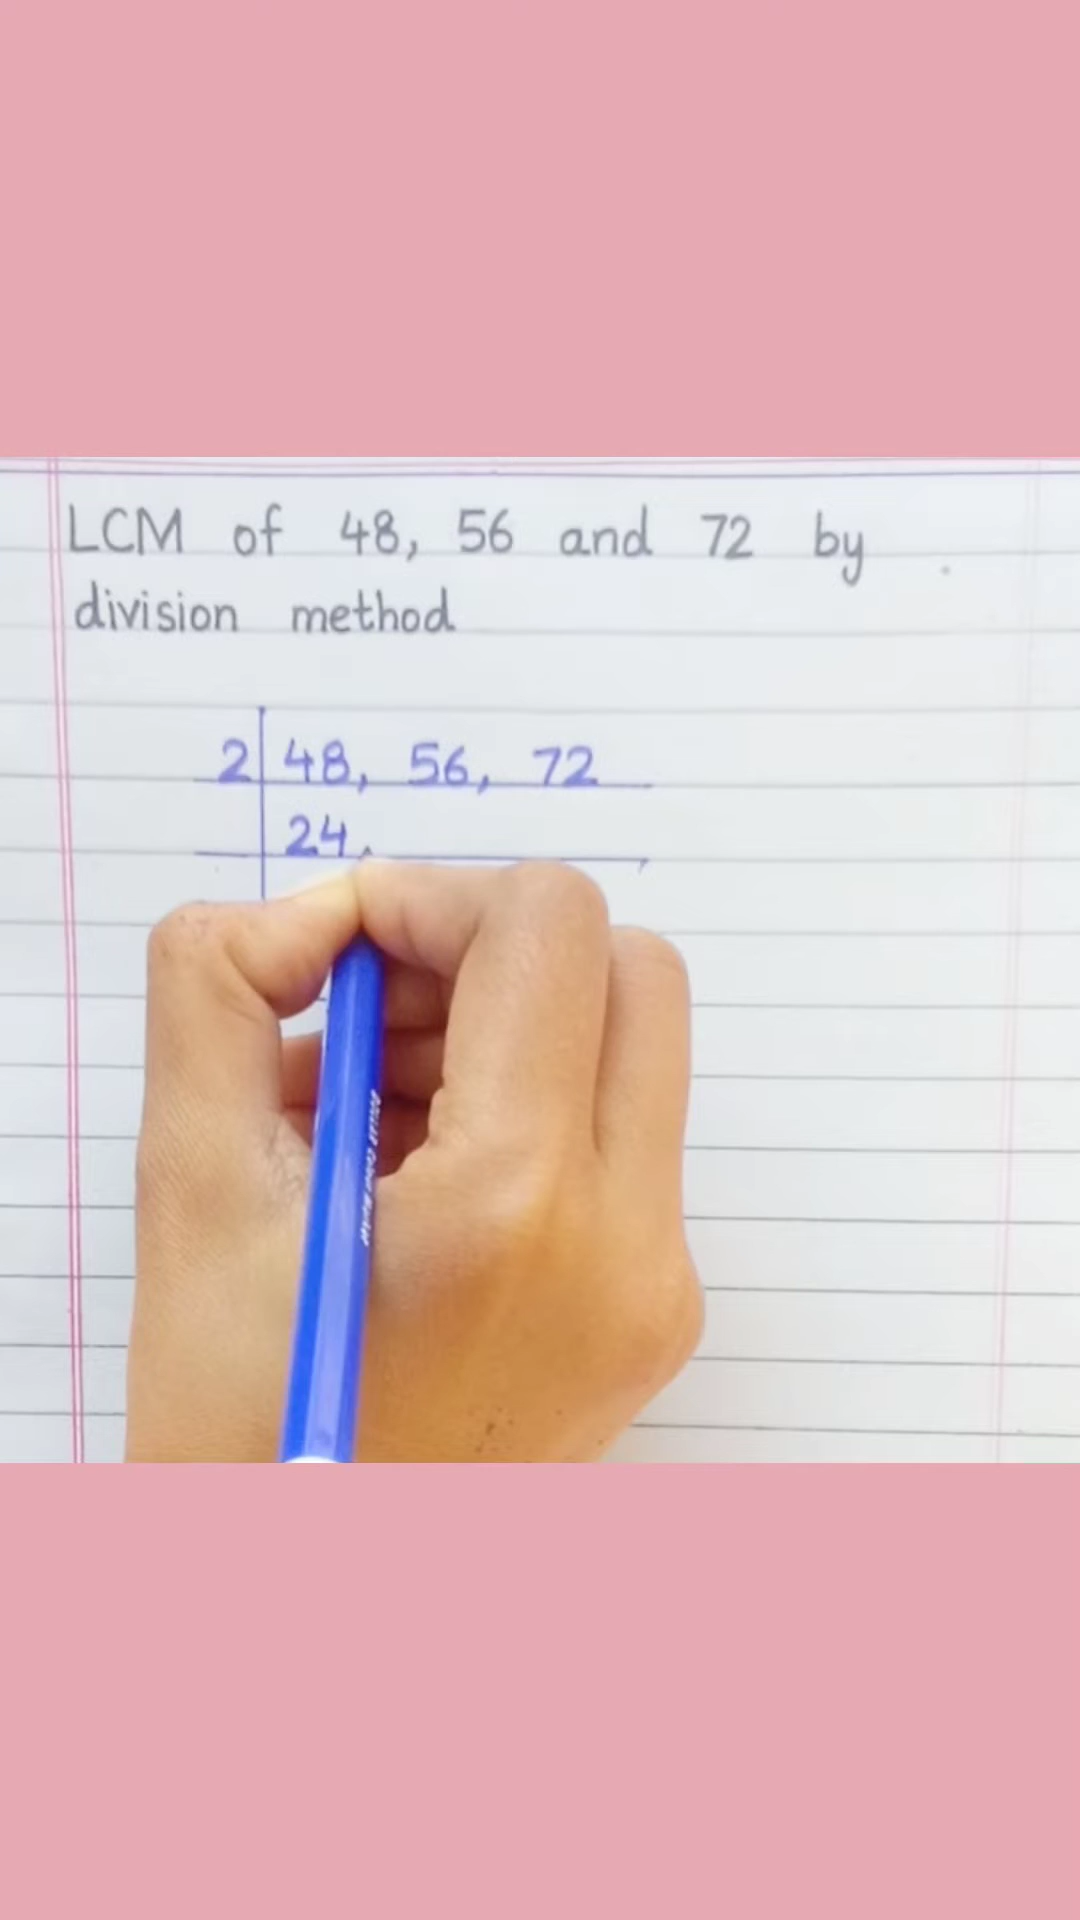 LCM of 48, 56 and 72 by
division method
2 48, 56, 72
24,